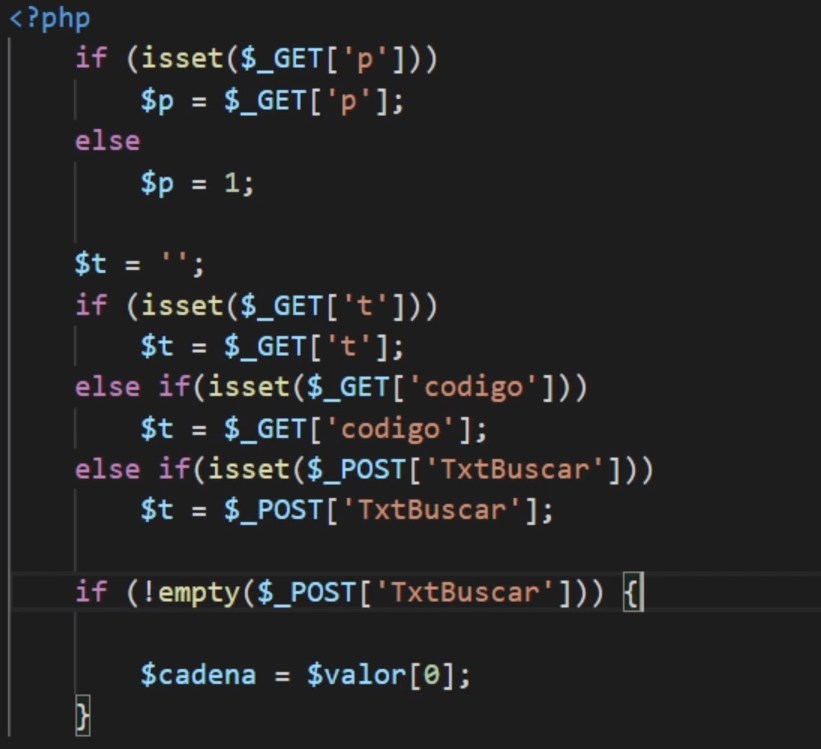 <?php
if (isset($_GET['p']))
$p = $_GET['p'];
else
$p = 1;
$t = '';
if (isset($_GET['t']))
$t = $_GET['t'];
else if(isset($_GET['codigo']))
$t = $_GET['codigo'];
else if(isset($_POST['TxtBuscar']))
$t = $_POST['TxtBuscar'];
if (!empty($_POST['TxtBuscar'])) {
$cadena = $valor[0];
}